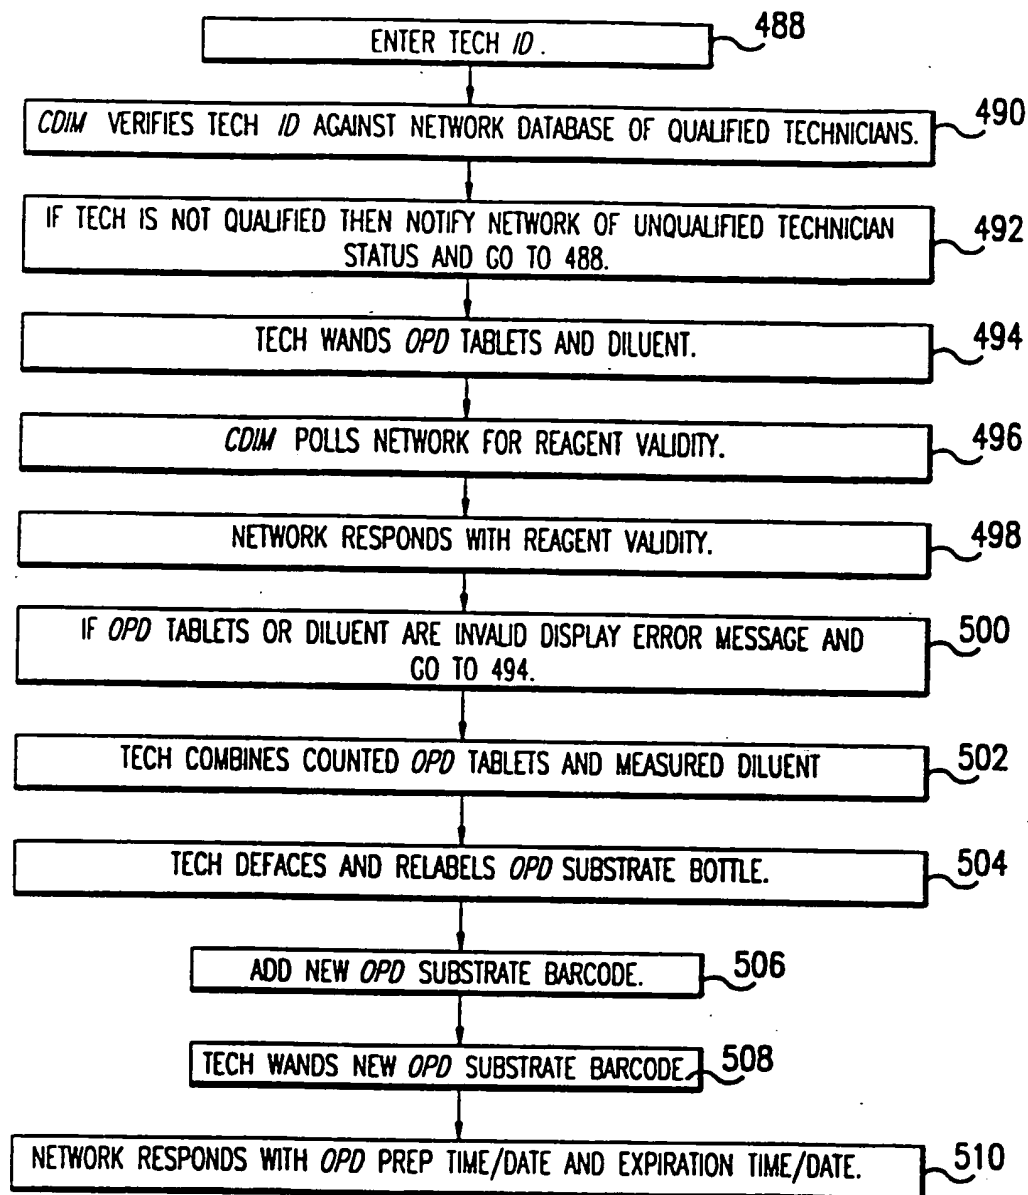 ENTER TECH ID. 488
CDIM VERIFIES TECH ID AGAINST NETWORK DATABASE OF QUALIFIED TECHNICIANS. 490
IF TECH IS NOT QUALIFIED THEN NOTIFY NETWORK OF UNQUALIFIED TECHNICIAN 492
STATUS AND GO TO 488.
TECH WANDS OPD TABLETS AND DILUENT. 494
CDIM POLLS NETWORK FOR REAGENT VALIDITY. 496
NETWORK RESPONDS WITH REAGENT VALIDITY. 498
IF OPD TABLETS OR DILUENT ARE INVALID DISPLAY ERROR MESSAGE AND 500
GO TO 494.
TECH COMBINES COUNTED OPD TABLETS AND MEASURED DILUENT 502
TECH DEFACES AND RELABELS OPD SUBSTRATE BOTTLE. 504
ADD NEW OPD SUBSTRATE BARCODE. 506
TECH WANDS NEW OPD SUBSTRATE BARCODE. 508
NETWORK RESPONDS WITH OPD PREP TIME/DATE AND EXPIRATION TIME/DATE. 510